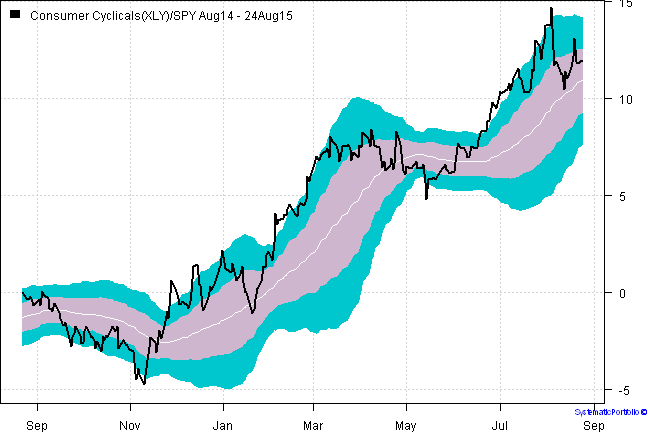 Consumer Cyclicals(XLY)/SPY Aug14 - 24Aug15
15
10
5
0
-5
Sep Nov Jan Mar May Jul Sep
SystematicPortfolio ©